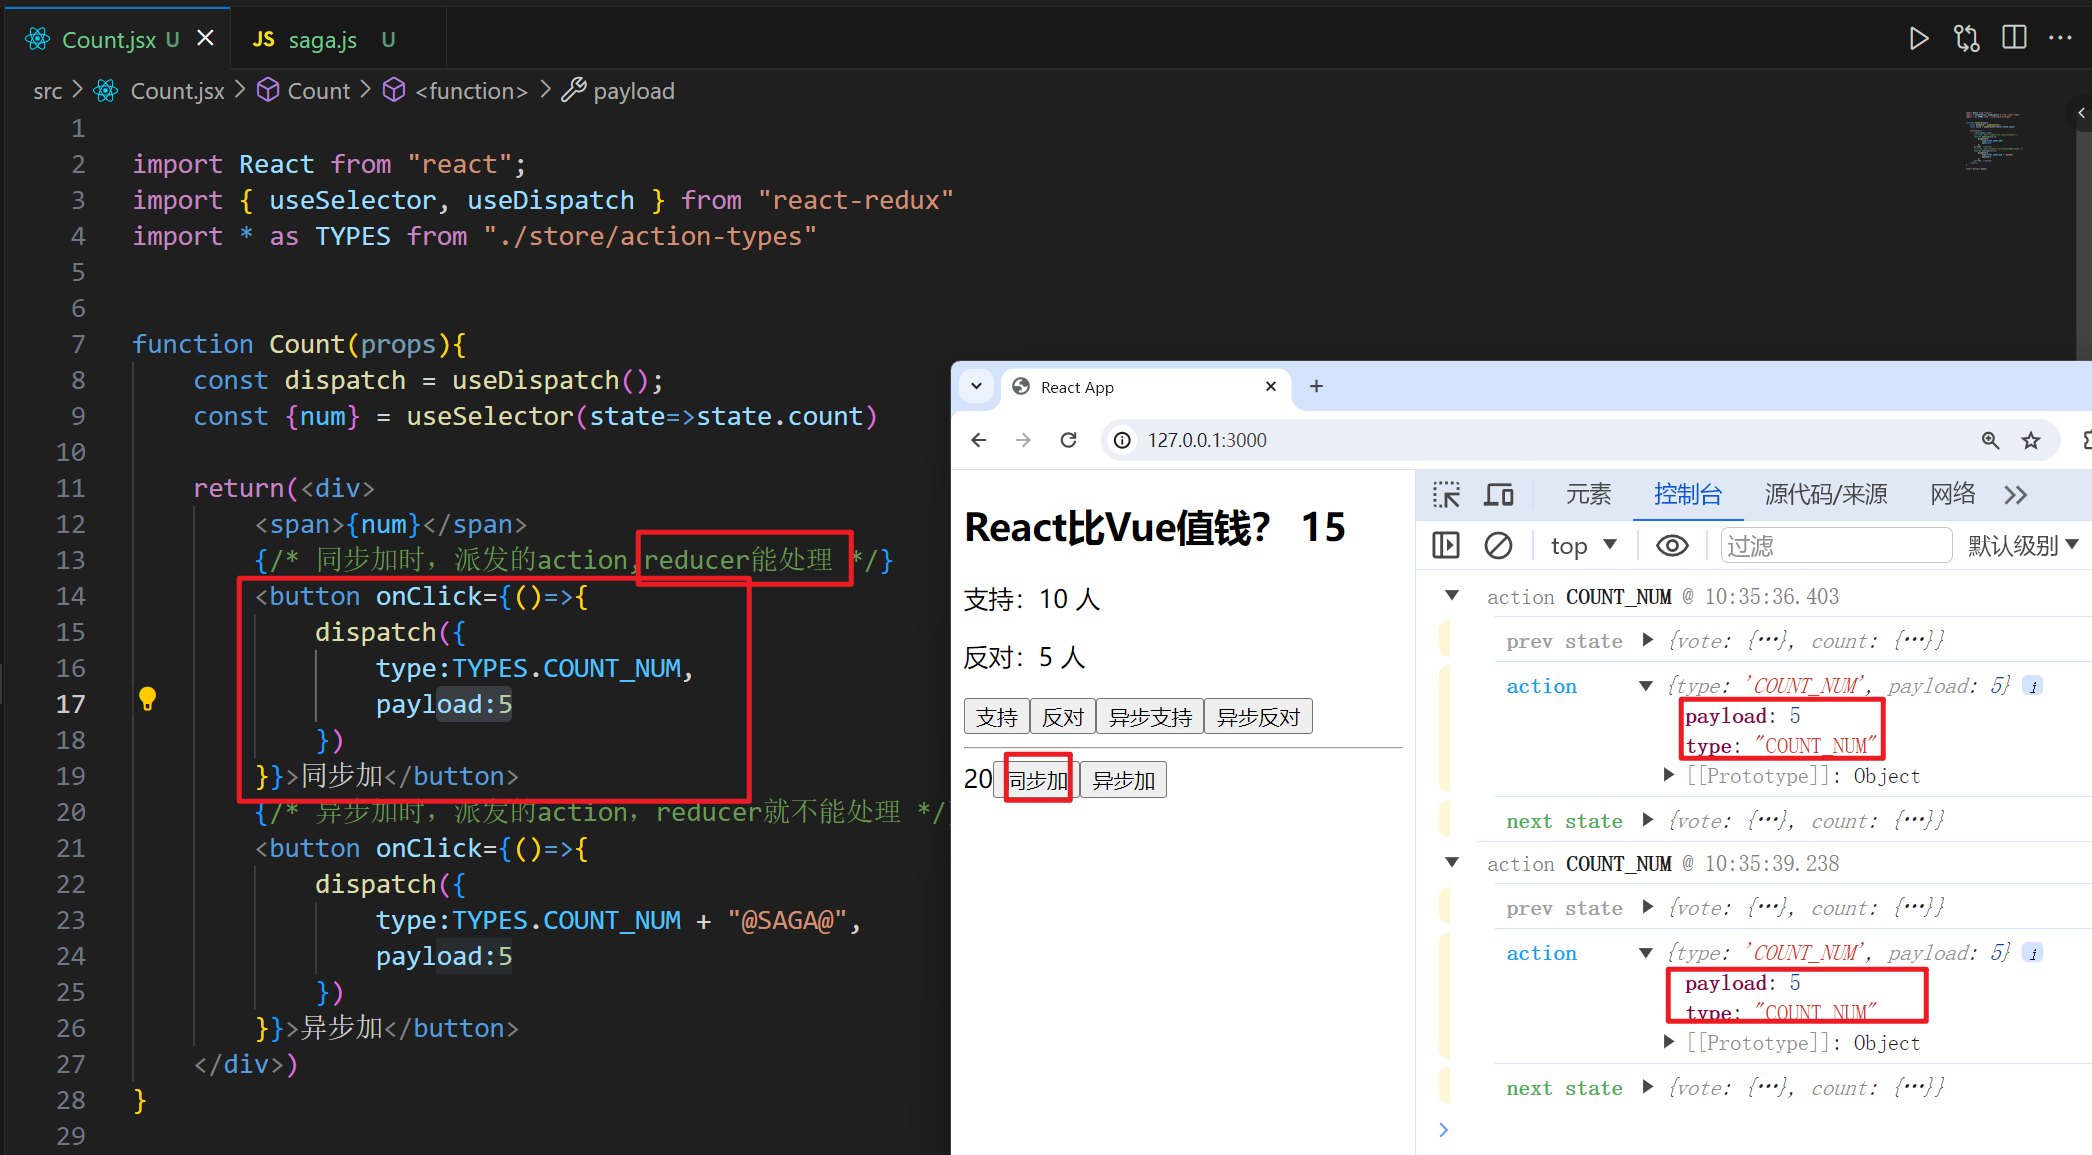 Count.jsx U
JS saga.js U
src > Count.jsx > Count > <function> > payload
1
2 import React from "react";
3 import { useSelector, useDispatch } from "react-redux"
4 import * as TYPES from "./store/action-types"
5
6
7 function Count(props){
8 const dispatch = useDispatch();
9 const {num} = useSelector(state=>state.count)
10
11 return(<div>
12 <span>{num}</span>
13 {/* 同步加时，派发的action,reducer能处理 */}
14 <button onClick={()=>{
15 dispatch({
16 type:TYPES.COUNT_NUM,
17 payload:5
18 })
19 }}>同步加</button>
20 {/* 异步加时，派发的action，reducer就不能处理 */
21 <button onClick={()=>{
22 dispatch({
23 type:TYPES.COUNT_NUM + "@SAGA@",
24 payload:5
25 })
26 }}>异步加</button>
27 </div>)
28 }
29
React App
127.0.0.1:3000
React比Vue值钱？ 15
支持：10 人
反对：5 人
支持 反对 异步支持 异步反对
20 同步加 异步加
元素 控制台 源代码/来源 网络
top 过滤 默认级别
action COUNT_NUM @ 10:35:36.403
prev state {vote: {…}, count: {…}}
action {type: 'COUNT_NUM', payload: 5} i
payload: 5
type: "COUNT_NUM"
[[Prototype]]: Object
next state {vote: {…}, count: {…}}
action COUNT_NUM @ 10:35:39.238
prev state {vote: {…}, count: {…}}
action {type: 'COUNT_NUM', payload: 5} i
payload: 5
type: "COUNT_NUM"
[[Prototype]]: Object
next state {vote: {…}, count: {…}}